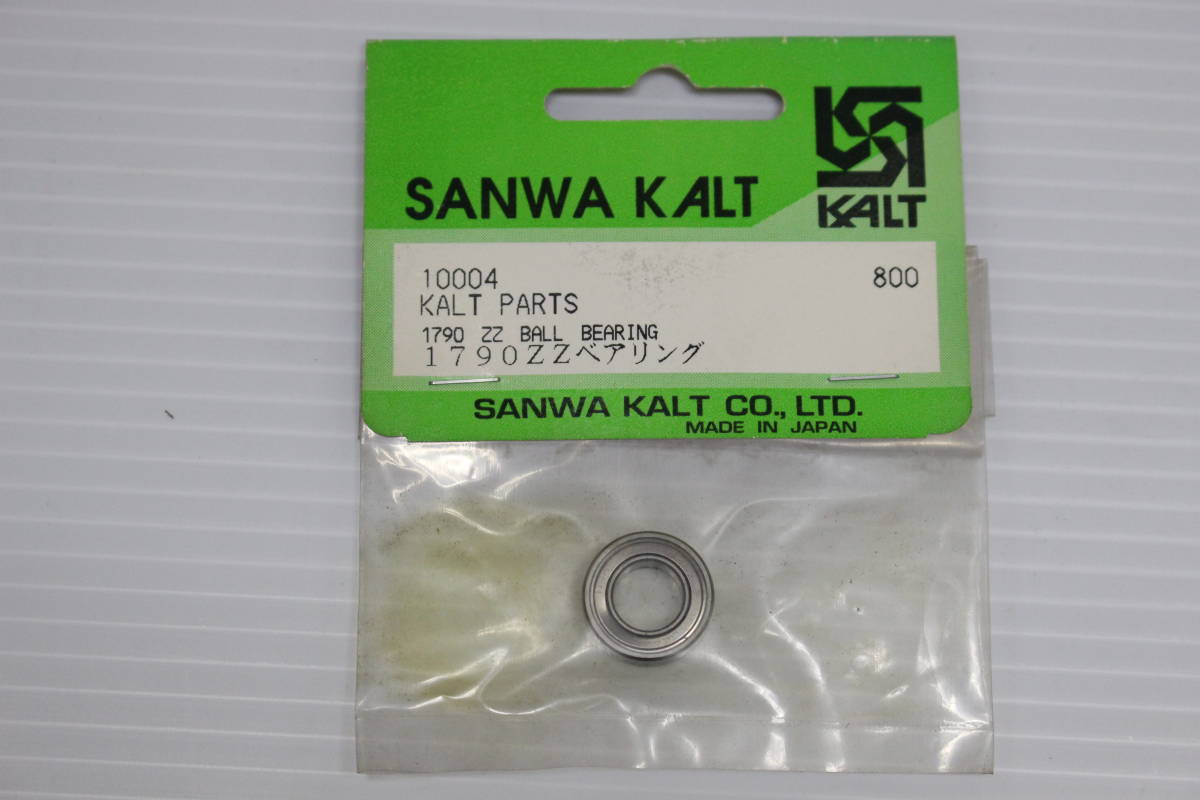 SANWA KALT
KALT
10004 800
KALT PARTS
1790 ZZ BALL BEARING
1790ZZベアリング
SANWA KALT CO., LTD.
MADE IN JAPAN